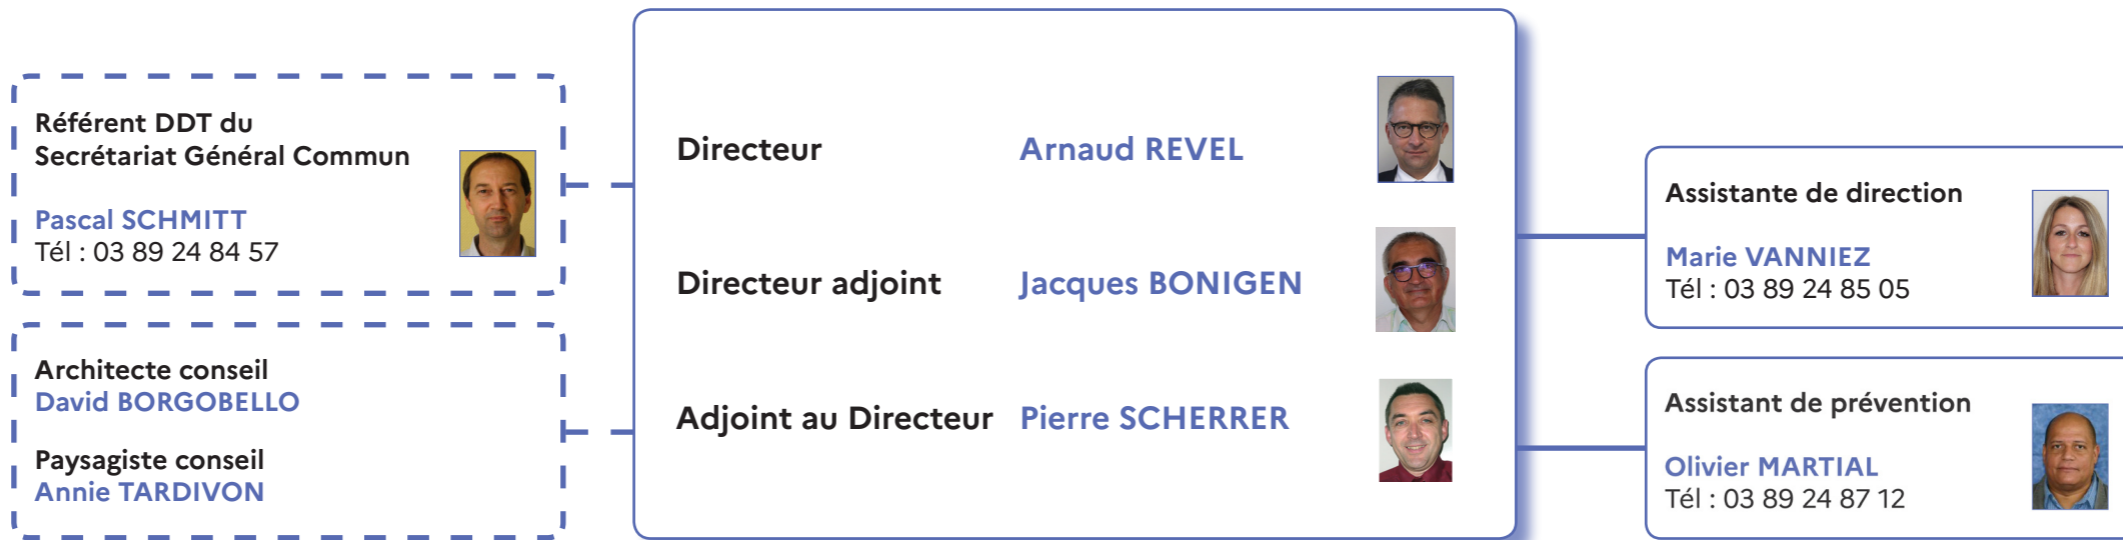 Référent DDT du
Secrétariat Général Commun
Pascal SCHMITT
Tél : 03 89 24 84 57
Architecte conseil
David BORGOBELLO
Paysagiste conseil
Annie TARDIVON
Directeur Arnaud REVEL
Directeur adjoint Jacques BONIGEN
Adjoint au Directeur Pierre SCHERRER
Assistante de direction
Marie VANNIEZ
Tél : 03 89 24 85 05
Assistant de prévention
Olivier MARTIAL
Tél : 03 89 24 87 12